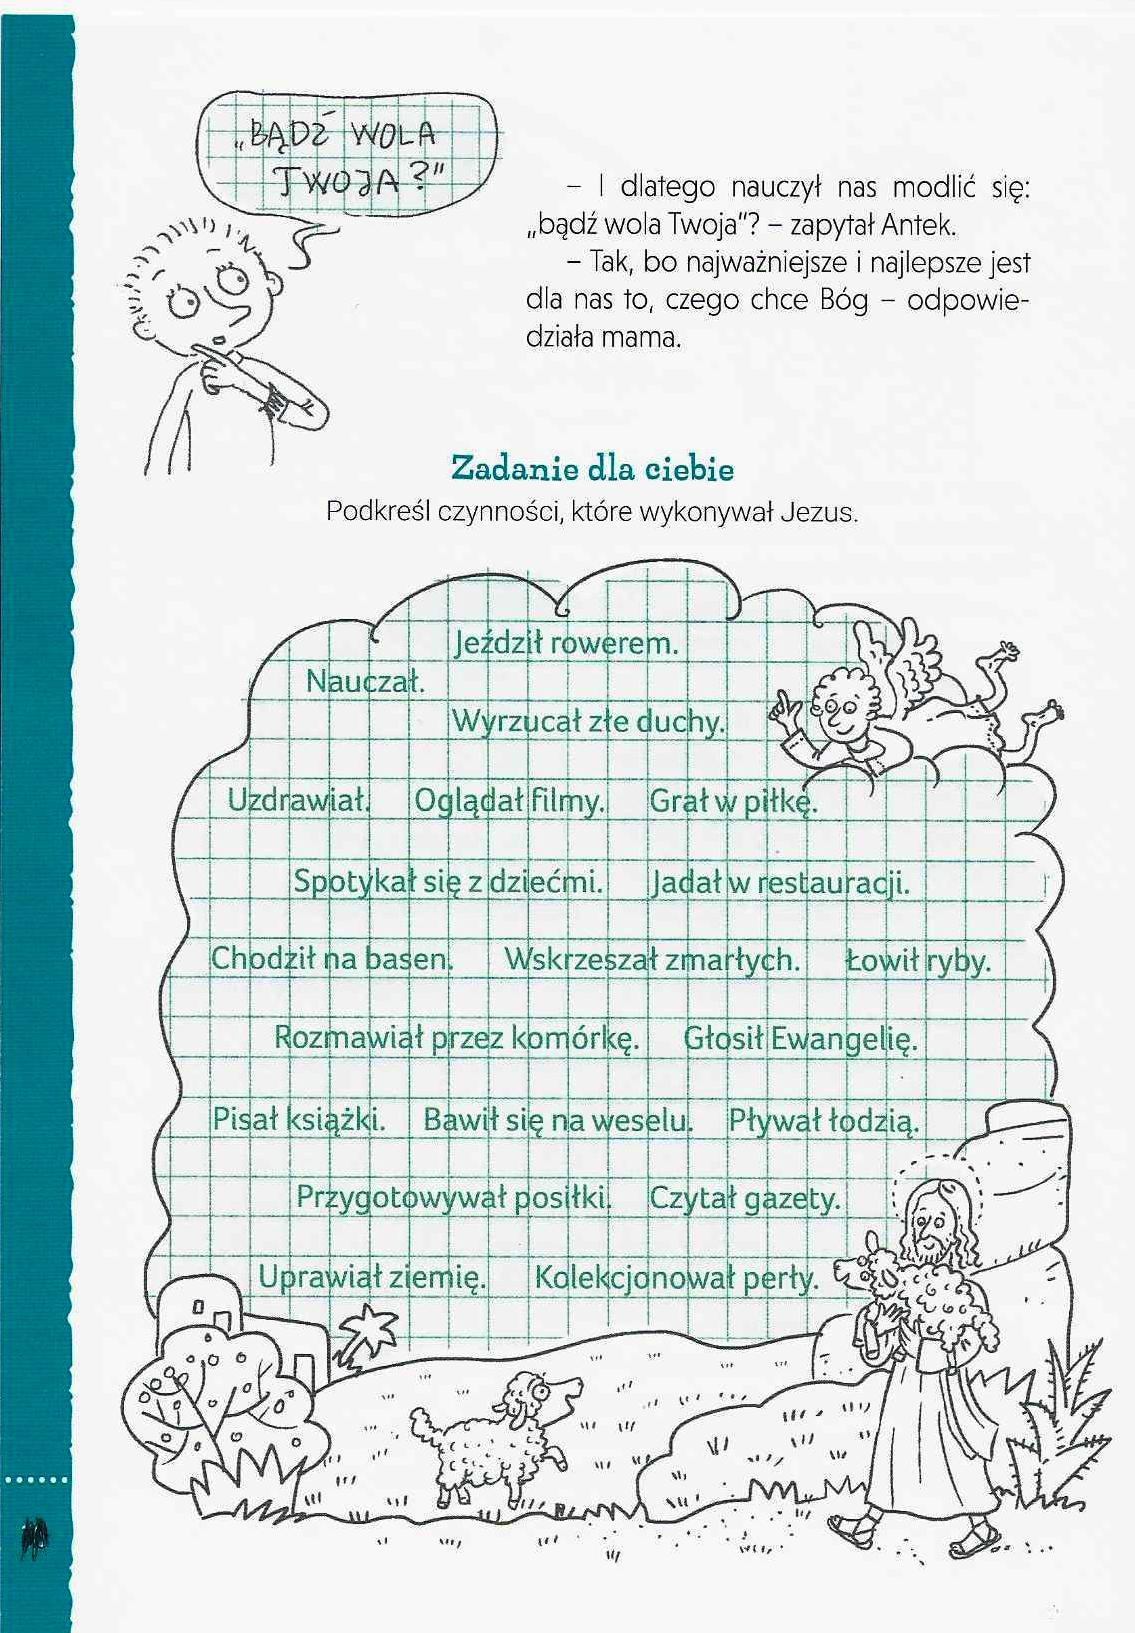 „BĄDŹ WOLA
TWOJA?"
– I dlatego nauczył nas modlić się:
„bądź wola Twoja"? – zapytał Antek.
– Tak, bo najważniejsze i najlepsze jest
dla nas to, czego chce Bóg – odpowie-
działa mama.
Zadanie dla ciebie
Podkreśl czynności, które wykonywał Jezus.
Jeździł rowerem.
Nauczał.
Wyrzucał złe duchy.
Uzdrawiał. Oglądał filmy. Grał w piłkę.
Spotykał się z dziećmi. Jadał w restauracji.
Chodził na basen. Wskrzeszał zmarłych. Łowił ryby.
Rozmawiał przez komórkę. Głosił Ewangelię.
Pisał książki. Bawił się na weselu. Pływał łodzią.
Przygotowywał posiłki. Czytał gazety.
Uprawiał ziemię. Kolekcjonował perły.